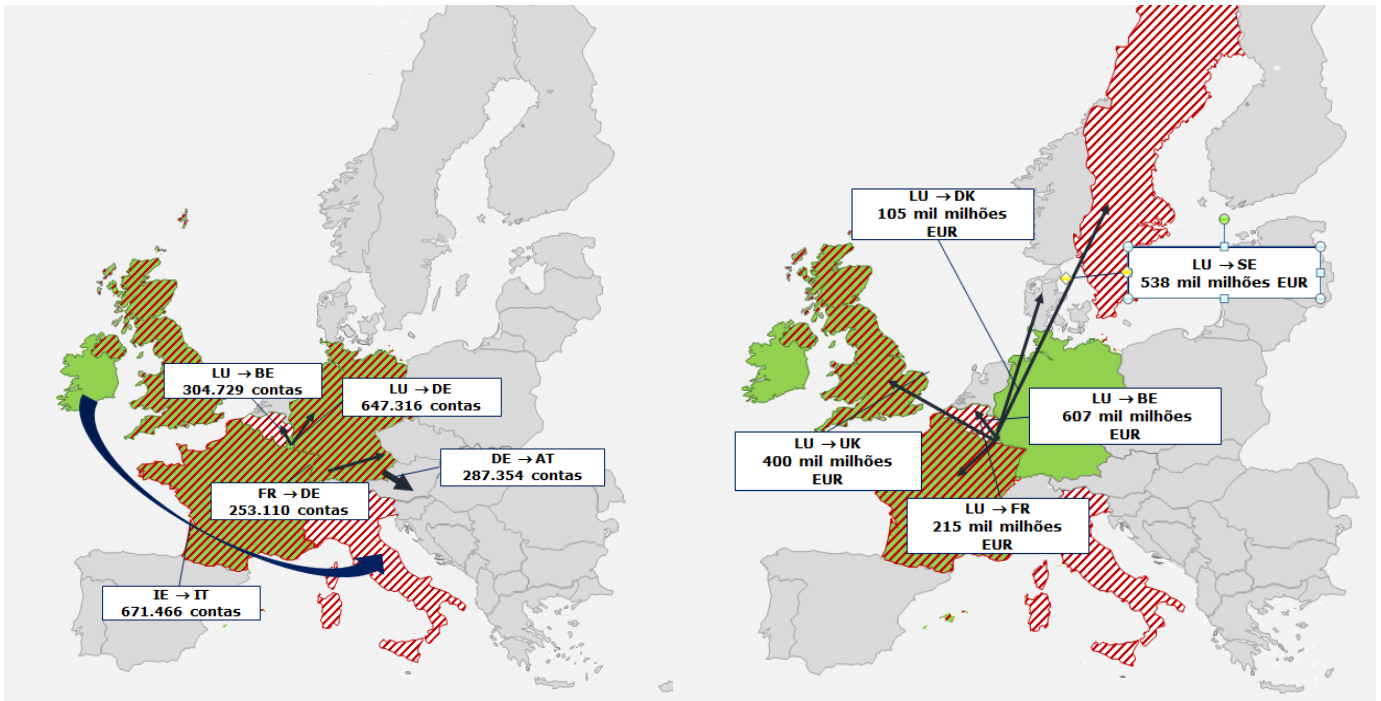 LU → BE
304.729 contas
LU → DE
647.316 contas
DE → AT
287.354 contas
FR → DE
253.110 contas
IE → IT
671.466 contas
LU → DK
105 mil milhões
EUR
LU → SE
538 mil milhões EUR
LU → BE
607 mil milhões
EUR
LU → UK
400 mil milhões
EUR
LU → FR
215 mil milhões
EUR